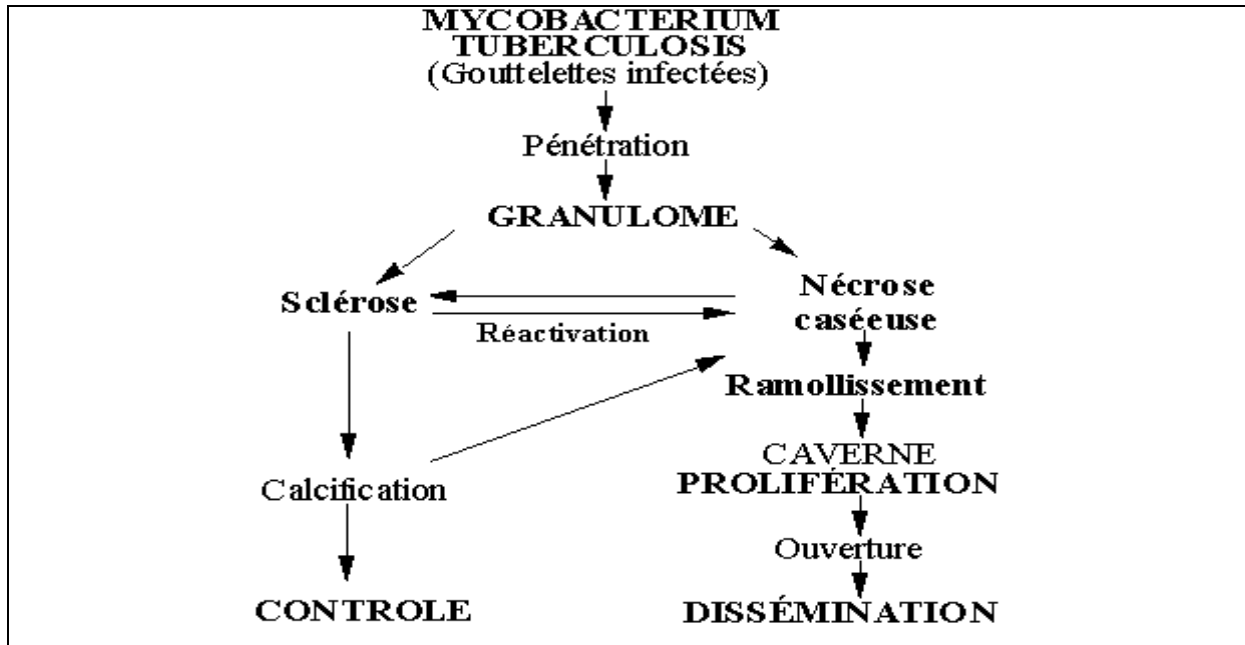 MYCOBACTERIUM
TUBERCULOSIS
(Gouttelettes infectées)
Pénétration
GRANULOME
Sclérose
Réactivation
Nécrose
caséeuse
Ramollissement
CAVERNE
PROLIFÉRATION
Calcification
Ouverture
CONTROLE
DISSÉMINATION